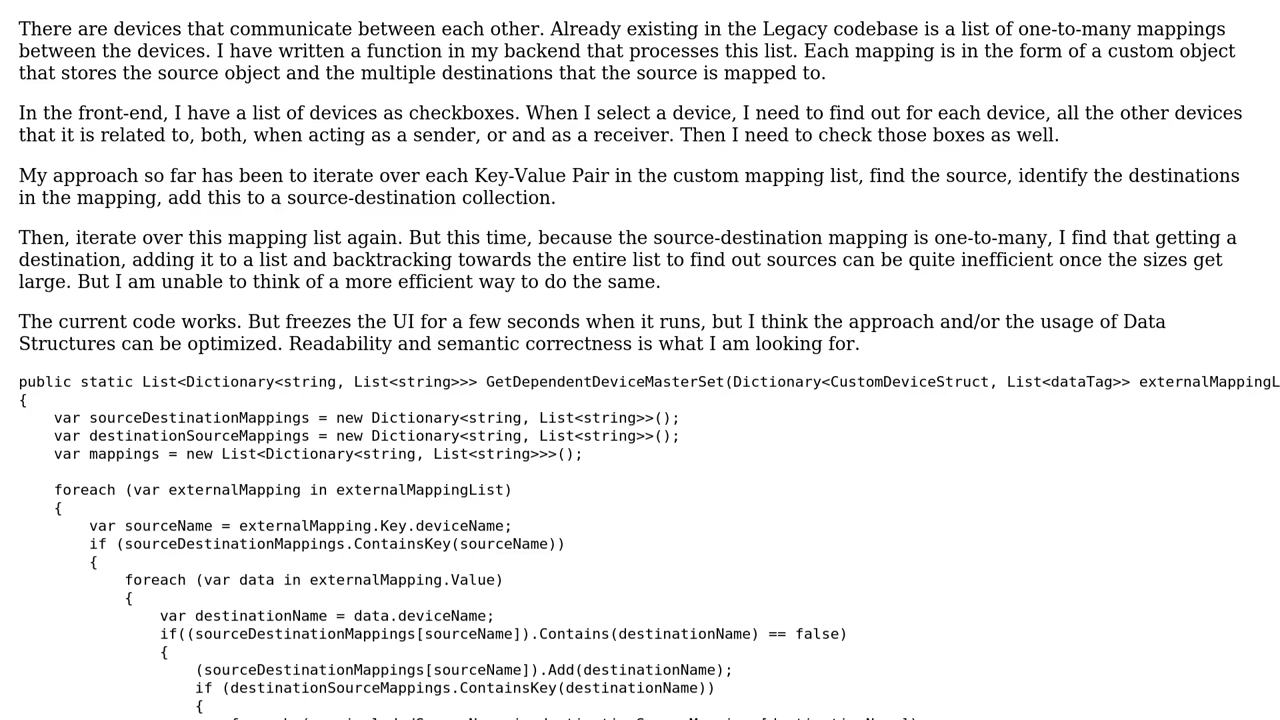 There are devices that communicate between each other. Already existing in the Legacy codebase is a list of one-to-many mappings
between the devices. I have written a function in my backend that processes this list. Each mapping is in the form of a custom object
that stores the source object and the multiple destinations that the source is mapped to.
In the front-end, I have a list of devices as checkboxes. When I select a device, I need to find out for each device, all the other devices
that it is related to, both, when acting as a sender, or and as a receiver. Then I need to check those boxes as well.
My approach so far has been to iterate over each Key-Value Pair in the custom mapping list, find the source, identify the destinations
in the mapping, add this to a source-destination collection.
Then, iterate over this mapping list again. But this time, because the source-destination mapping is one-to-many, I find that getting a
destination, adding it to a list and backtracking towards the entire list to find out sources can be quite inefficient once the sizes get
large. But I am unable to think of a more efficient way to do the same.
The current code works. But freezes the UI for a few seconds when it runs, but I think the approach and/or the usage of Data
Structures can be optimized. Readability and semantic correctness is what I am looking for.
public static List<Dictionary<string, List<string>>> GetDependentDeviceMasterSet(Dictionary<CustomDeviceStruct, List<dataTag>> externalMappingL
{
    var sourceDestinationMappings = new Dictionary<string, List<string>>();
    var destinationSourceMappings = new Dictionary<string, List<string>>();
    var mappings = new List<Dictionary<string, List<string>>>();
    foreach (var externalMapping in externalMappingList)
    {
        var sourceName = externalMapping.Key.deviceName;
        if (sourceDestinationMappings.ContainsKey(sourceName))
        {
            foreach (var data in externalMapping.Value)
            {
                var destinationName = data.deviceName;
                if((sourceDestinationMappings[sourceName]).Contains(destinationName) == false)
                {
                    (sourceDestinationMappings[sourceName]).Add(destinationName);
                    if (destinationSourceMappings.ContainsKey(destinationName))
                    {